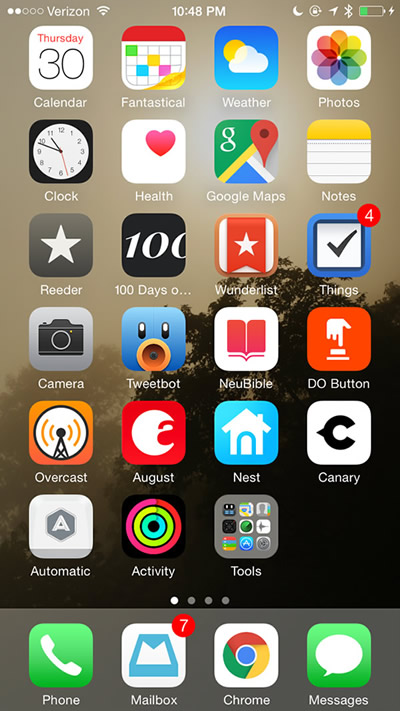 Verizon 10:48 PM
Thursday
30
Calendar Fantastical Weather Photos
g
Clock Health Google Maps Notes
100
4
Reeder 100 Days o... Wunderlist Things
Camera Tweetbot NeuBible DO Button
a C
Overcast August Nest Canary
A
Automatic Activity Tools
7
Phone Mailbox Chrome Messages